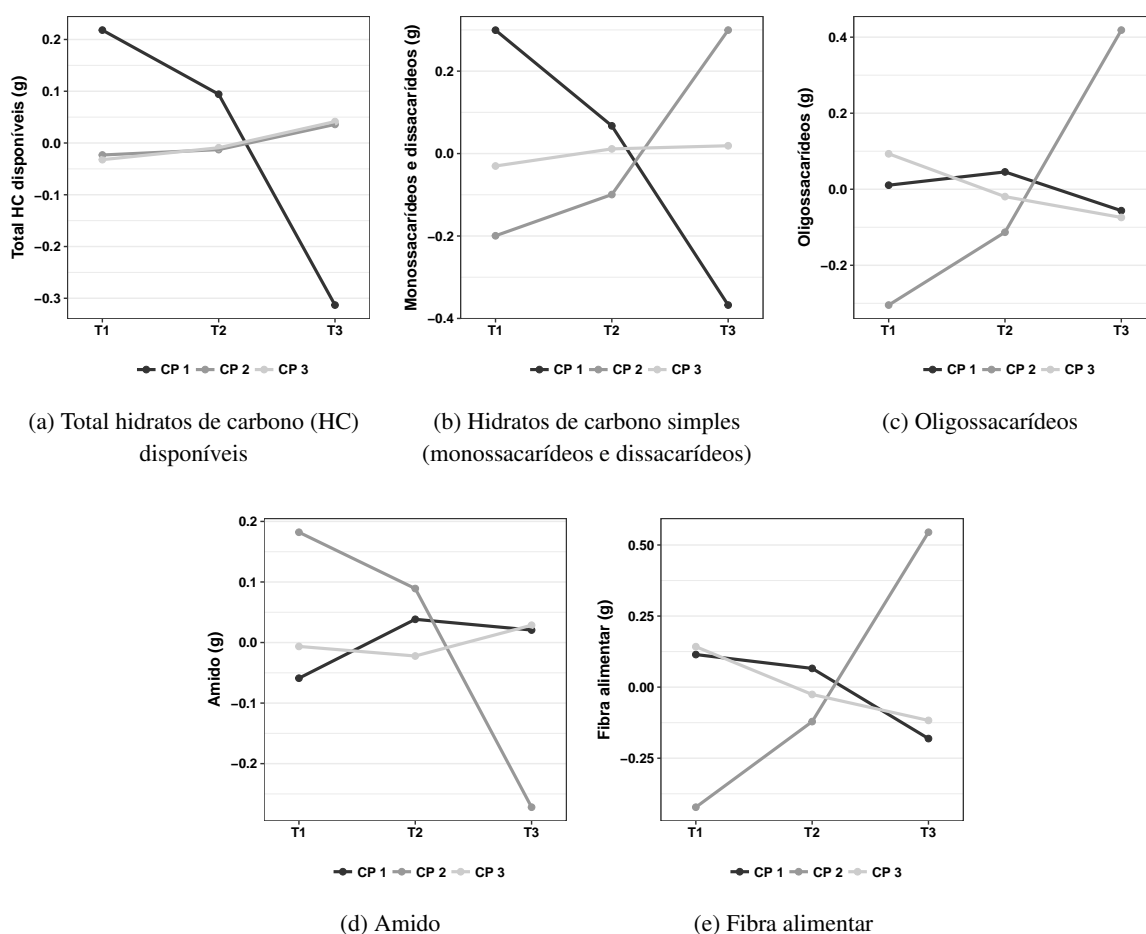 Total HC disponíveis (g)
0.2
0.1
0.0
−0.1
−0.2
−0.3
T1 T2 T3
CP 1 CP 2 CP 3
(a) Total hidratos de carbono (HC)
disponíveis
Monossacarídeos e dissacarídeos (g)
0.2
0.0
−0.2
−0.4
T1 T2 T3
CP 1 CP 2 CP 3
(b) Hidratos de carbono simples
(monossacarídeos e dissacarídeos)
Oligossacarídeos (g)
0.4
0.2
0.0
−0.2
T1 T2 T3
CP 1 CP 2 CP 3
(c) Oligossacarídeos
Amido (g)
0.2
0.1
0.0
−0.1
−0.2
T1 T2 T3
CP 1 CP 2 CP 3
(d) Amido
Fibra alimentar (g)
0.50
0.25
0.00
−0.25
T1 T2 T3
CP 1 CP 2 CP 3
(e) Fibra alimentar